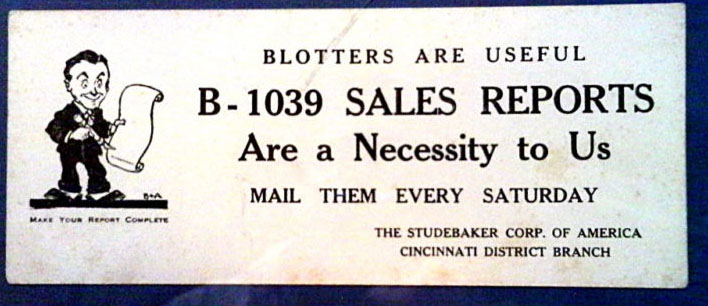 BLOTTERS ARE USEFUL
B-1039 SALES REPORTS
Are a Necessity to Us
MAIL THEM EVERY SATURDAY
THE STUDEBAKER CORP. OF AMERICA
CINCINNATI DISTRICT BRANCH
B+A
MAKE YOUR REPORT COMPLETE